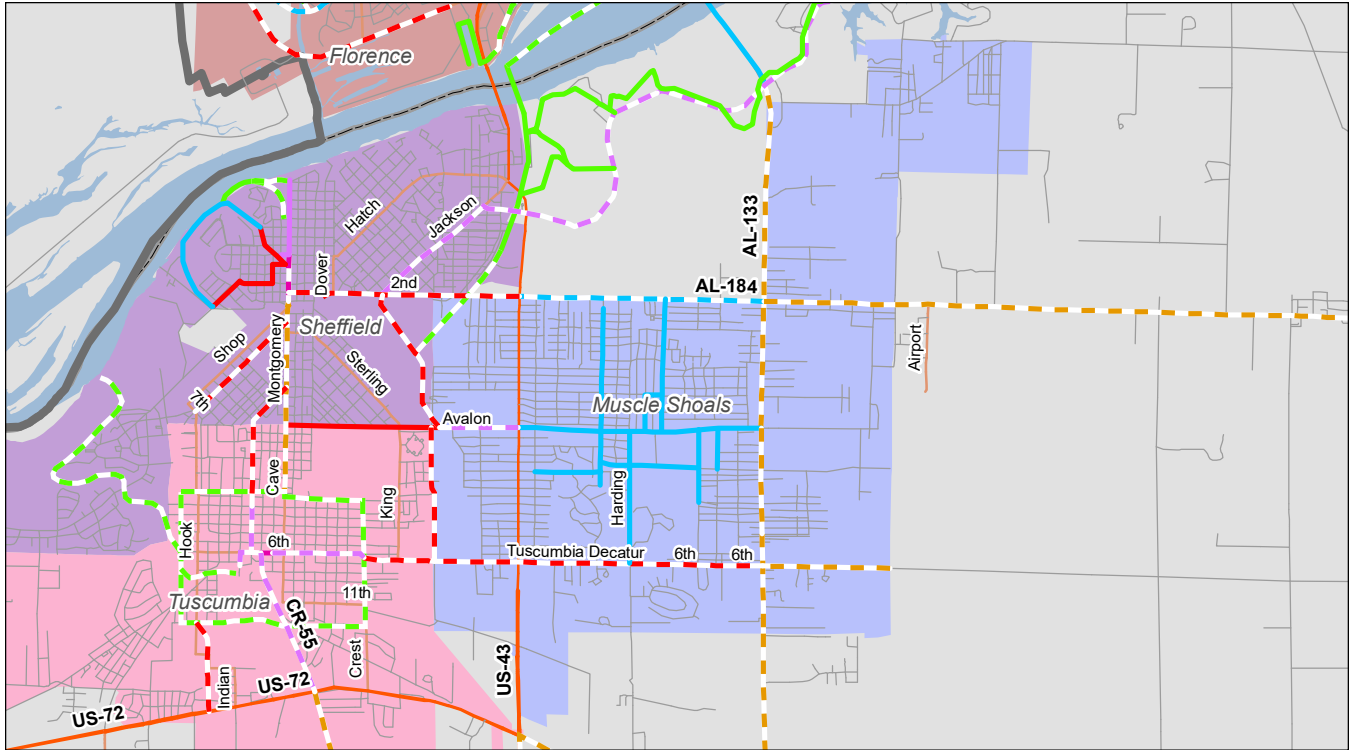 Florence
Hatch
Jackson
AL-133
Dover
2nd
AL-184
Sheffield
Shop
Montgomery
Sterling
Airport
7th
Muscle Shoals
Avalon
Cave
King
Harding
Hook
6th
Tuscumbia Decatur
6th
6th
11th
Tuscumbia
CR-55
Crest
US-43
Indian
US-72
US-72